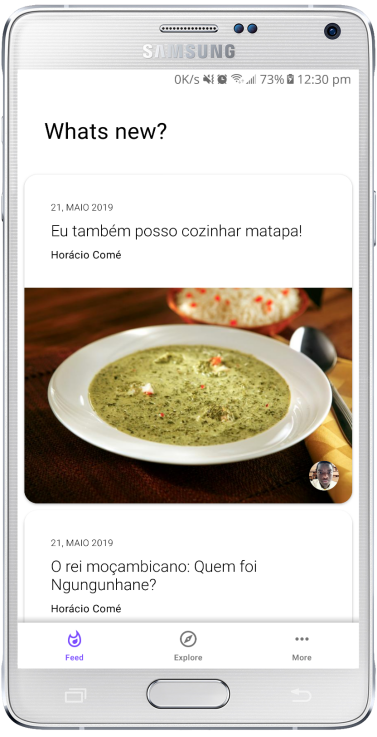 SAMSUNG
0K/s 73% 12:30 pm
Whats new?
21, MAIO 2019
Eu também posso cozinhar matapa!
Horácio Comé
21, MAIO 2019
O rei moçambicano: Quem foi
Ngungunhane?
Horácio Comé
Feed Explore More